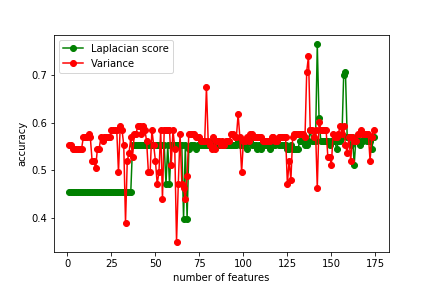 Laplacian score
Variance
0.7
0.6
0.5
0.4
accuracy
0 25 50 75 100 125 150 175
number of features